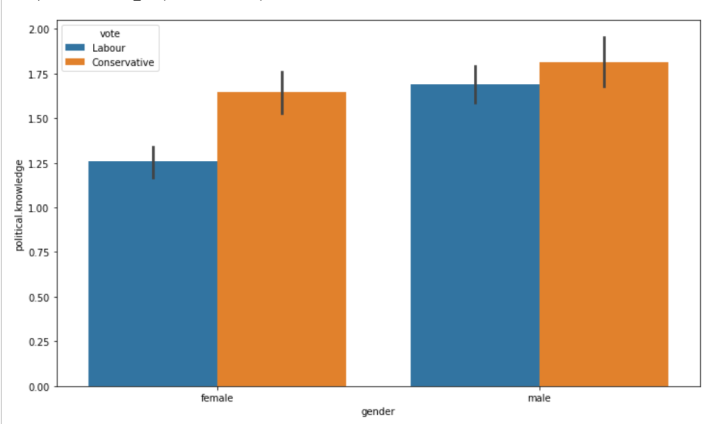 vote
Labour
Conservative
2.00
1.75
1.50
1.25
1.00
0.75
0.50
0.25
0.00
political.knowledge
female
male
gender